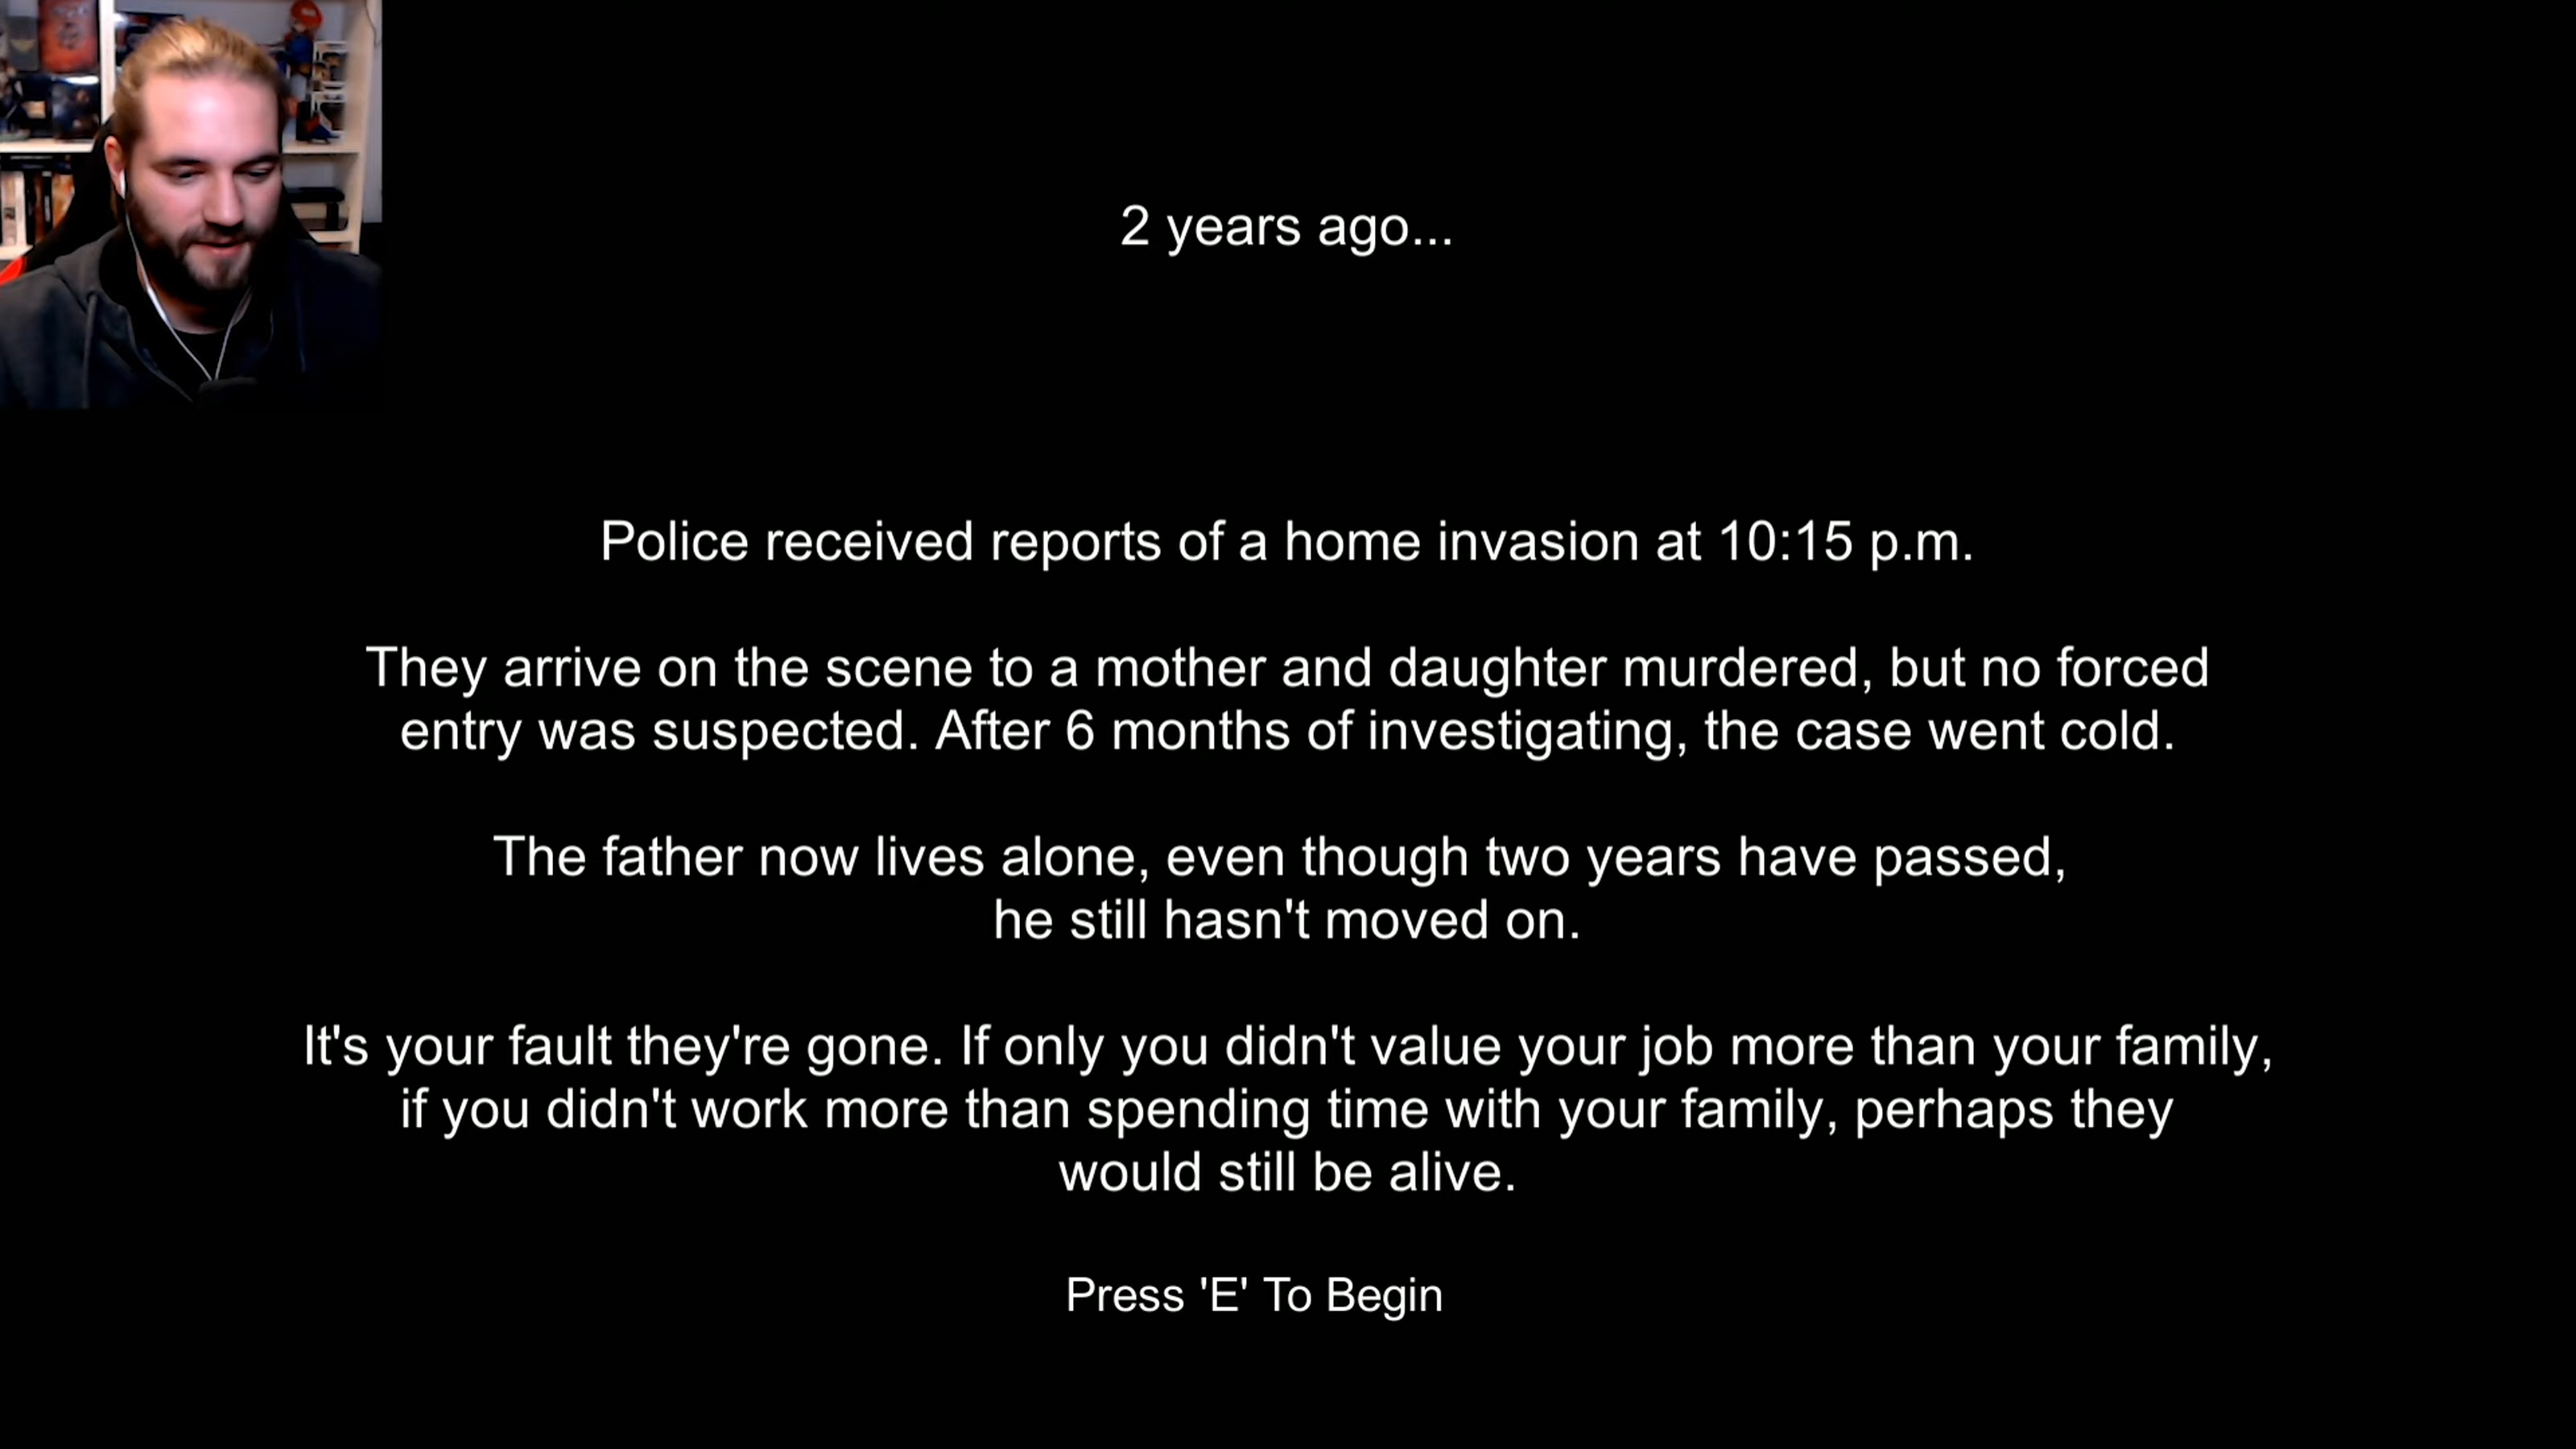 2 years ago...
Police received reports of a home invasion at 10:15 p.m.
They arrive on the scene to a mother and daughter murdered, but no forced
entry was suspected. After 6 months of investigating, the case went cold.
The father now lives alone, even though two years have passed,
he still hasn't moved on.
It's your fault they're gone. If only you didn't value your job more than your family,
if you didn't work more than spending time with your family, perhaps they
would still be alive.
Press 'E' To Begin